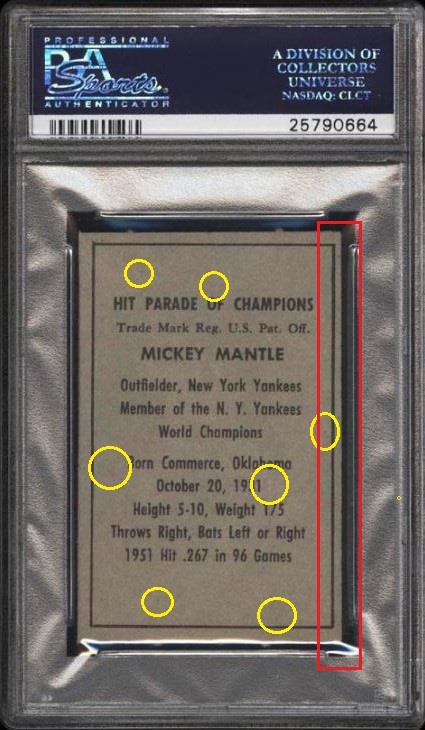 PROFESSIONAL
PSA
Sports
AUTHENTICATOR
A DIVISION OF
COLLECTORS
UNIVERSE
NASDAQ: CLCT
25790664
HIT PARADE OF CHAMPIONS
Trade Mark Reg. U.S. Pat. Off.
MICKEY MANTLE
Outfielder, New York Yankees
Member of the N. Y. Yankees
World Champions
Born Commerce, Oklahoma
October 20, 1931
Height 5-10, Weight 175
Throws Right, Bats Left or Right
1951 Hit .267 in 96 Games